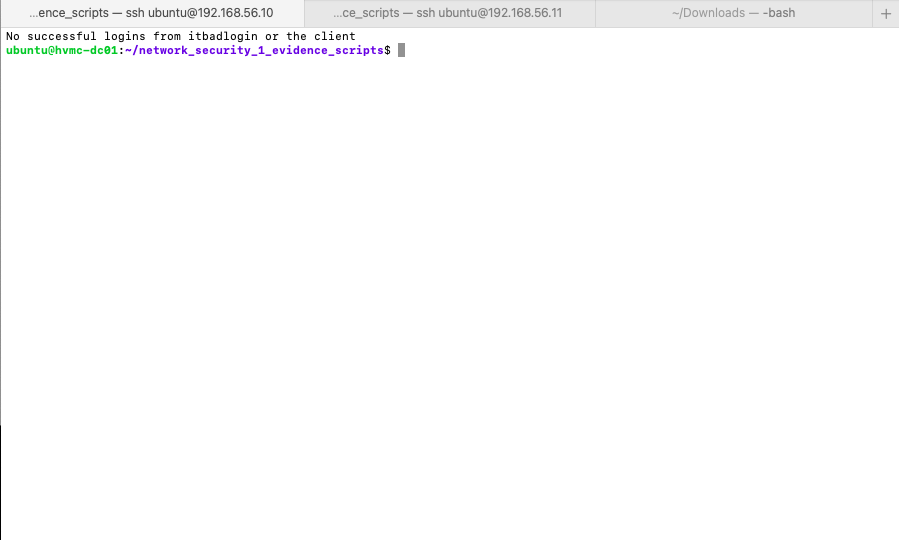 ...ence_scripts — ssh ubuntu@192.168.56.10
...ce_scripts — ssh ubuntu@192.168.56.11
~/Downloads — -bash
+
No successful logins from itbadlogin or the client
ubuntu@hvmc-dc01:~/network_security_1_evidence_scripts$